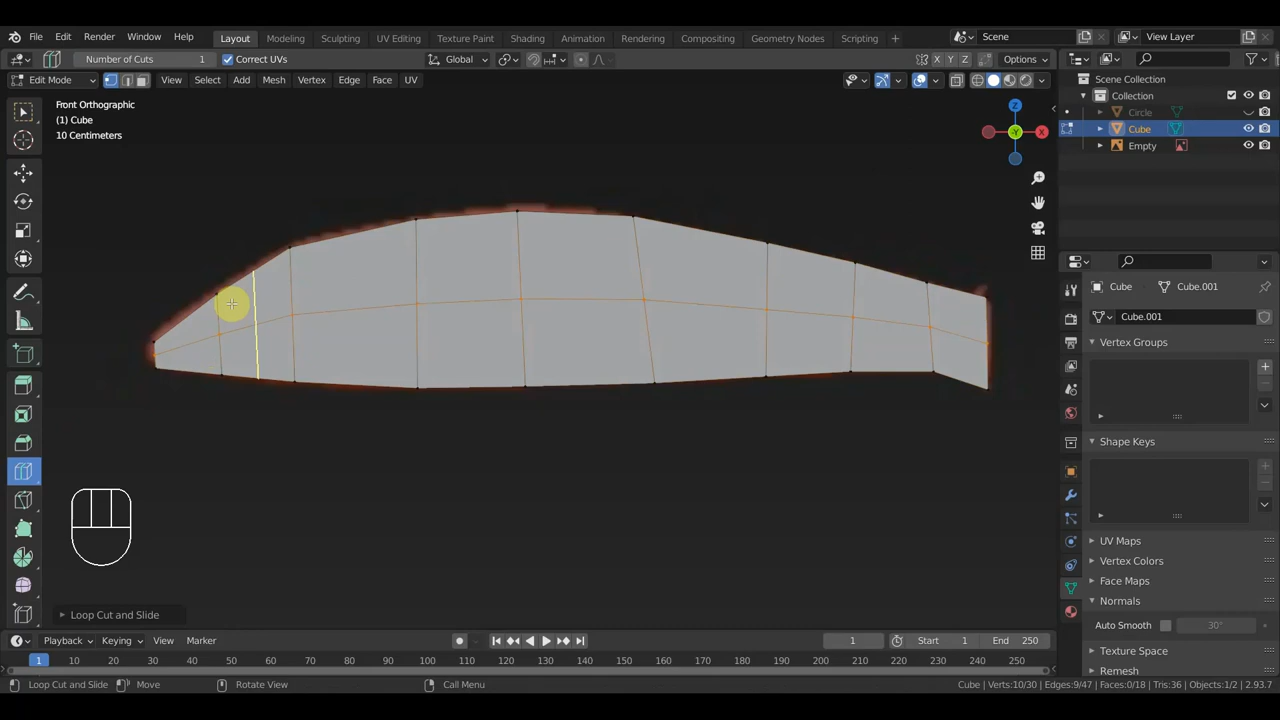 File Edit Render Window Help Layout Modeling Sculpting UV Editing Texture Paint Shading Animation Rendering Compositing Geometry Nodes Scripting Scene View Layer
Number of Cuts 1 Correct UVs Global X Y Z Options
Edit Mode View Select Add Mesh Vertex Edge Face UV
Scene Collection
Collection
Circle
Cube
Empty
Front Orthographic
(1) Cube
10 Centimeters
Z
-Y
X
Cube Cube.001
Cube.001
Vertex Groups
Shape Keys
UV Maps
Vertex Colors
Face Maps
Normals
Auto Smooth 30°
Texture Space
Remesh
Loop Cut and Slide
Playback Keying View Marker 1 Start 1 End 250
1 10 20 30 40 50 60 70 80 90 100 110 120 130 140 150 160 170 180 190 200 210 220 230 240 250
Loop Cut and Slide Move Rotate View Call Menu Cube | Verts:10/30 | Edges:9/47 | Faces:0/18 | Tris:36 | Objects:1/2 | 2.93.7